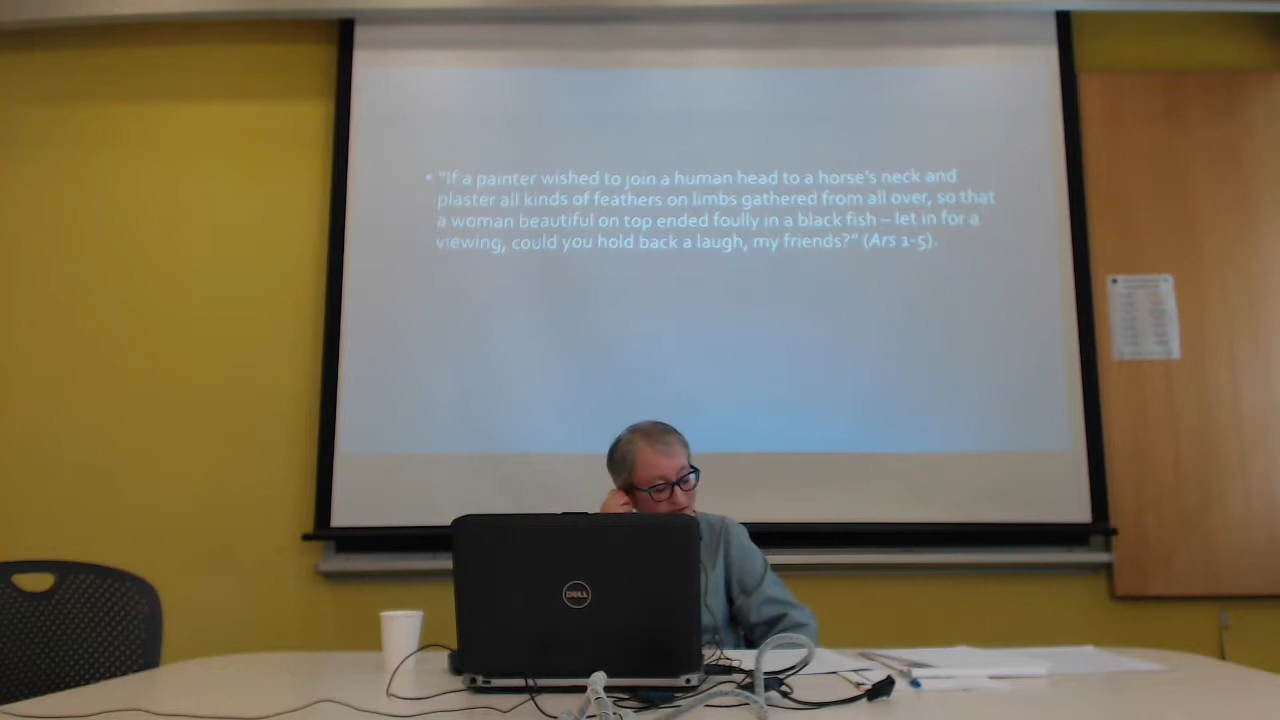 • "If a painter wished to join a human head to a horse's neck and
plaster all kinds of feathers on limbs gathered from all over, so that
a woman beautiful on top ended foully in a black fish – let in for a
viewing, could you hold back a laugh, my friends?" (Ars 1-5).
DELL